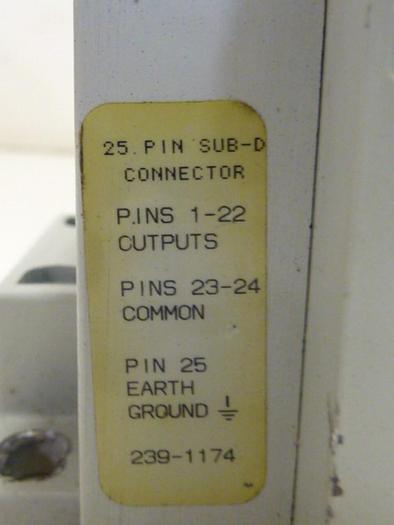 25.PIN SUB-D
CONNECTOR
P.INS 1-22
CUTPUTS
PINS 23-24
COMMON
PIN 25
EARTH
GROUND ⏚
239-1174